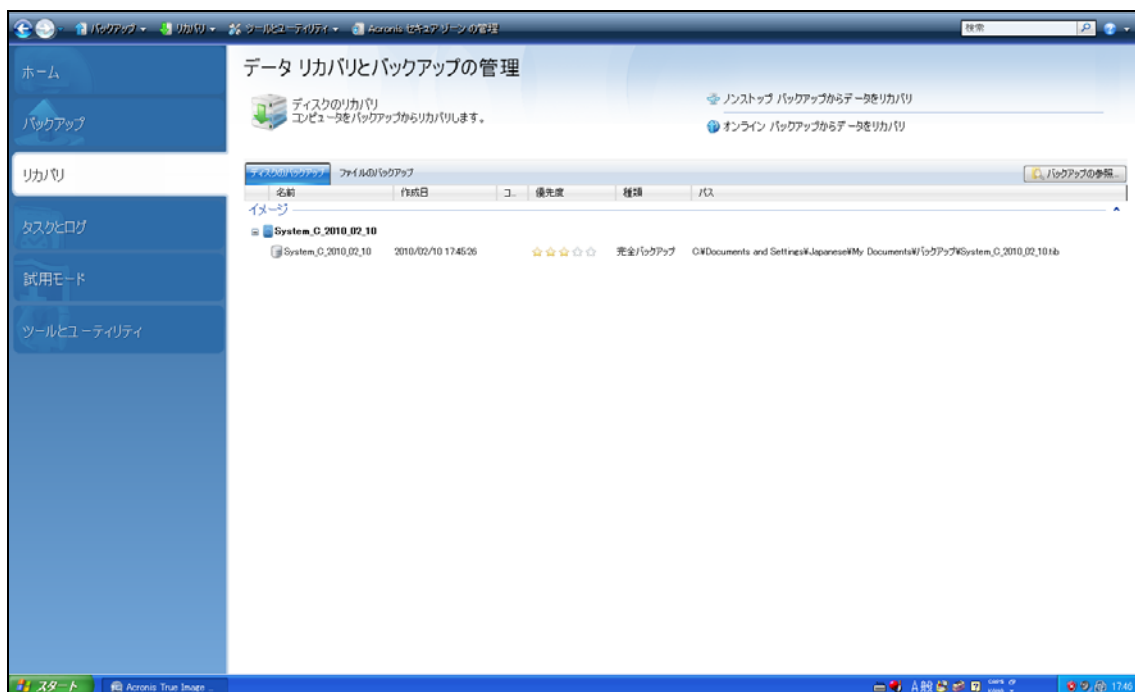 バックアップ リカバリ ツールとユーティリティ Acronis セキュア ゾーン の管理 検索
ホーム
バックアップ
リカバリ
タスクとログ
試用モード
ツールとユーティリティ
データ リカバリとバックアップの管理
ディスクのリカバリ
コンピュータをバックアップからリカバリします。
ノンストップ バックアップからデータをリカバリ
オンライン バックアップからデータをリカバリ
ディスクのバックアップ ファイルのバックアップ バックアップの参照...
名前 作成日 コ... 優先度 種類 パス
イメージ
System_C_2010_02_10
System_C_2010_02_10 2010/02/10 17:45:26 完全バックアップ C:¥Documents and Settings¥Japanese¥My Documents¥バックアップ¥System_C_2010_02_10.tib
スタート Acronis True Image ... A 般 17:46